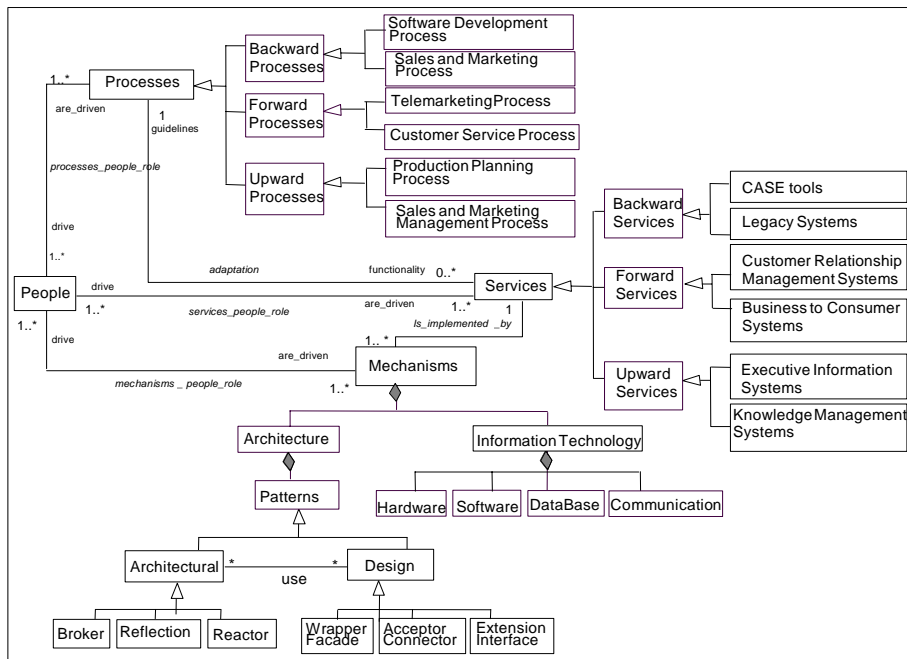 Software Development
Process
Backward
Processes
Sales and Marketing
Process
1..*
Processes
are_driven
1
guidelines
Forward
Processes
TelemarketingProcess
Customer Service Process
processes_people_role
Upward
Processes
Production Planning
Process
Sales and Marketing
Management Process
Backward
Services
CASE tools
Legacy Systems
drive
1..*
adaptation
functionality
0..*
Customer Relationship
Management Systems
People
drive
1..*
services_people_role
are_driven
1..*
Services
1
Forward
Services
Business to Consumer
Systems
1..*
drive
Is_implemented _by
1..*
are_driven
Mechanisms
mechanisms _ people_role
1..*
Upward
Services
Executive Information
Systems
Knowledge Management
Systems
Architecture
Information Technology
Patterns
Hardware
Software
DataBase
Communication
Architectural
*
use
*
Design
Broker
Reflection
Reactor
Wrapper
Facade
Acceptor
Connector
Extension
Interface